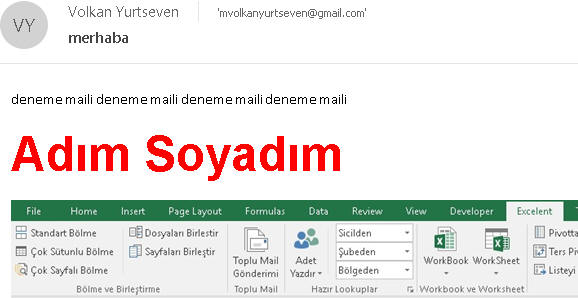 VY
Volkan Yurtseven 'mvolkanyurtseven@gmail.com'
merhaba
deneme maili deneme maili deneme maili deneme maili
Adım Soyadım
File Home Insert Page Layout Formulas Data Review View Developer Excelent T
Standart Bölme
Çok Sütunlu Bölme
Çok Sayfalı Bölme
Dosyaları Birlestir
Sayfaları Birleştir
Bölme ve Birleştirme
Toplu Mail
Gönderimi
Toplu Mail
Adet
Yazdır
Sicilden
Şubeden
Bölgeden
Hazır Lookuplar
WorkBook
WorkSheet
Workbook ve Worksheet
Pivotta
Ters Piv
Listeyi